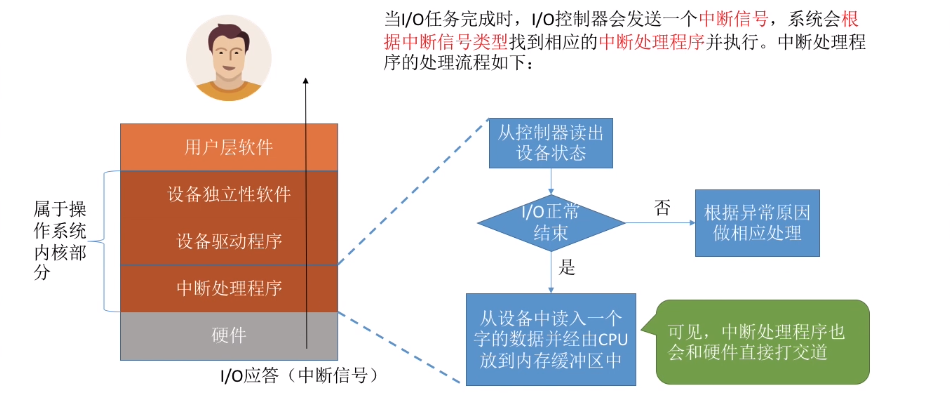 当I/O任务完成时，I/O控制器会发送一个中断信号，系统会根
据中断信号类型找到相应的中断处理程序并执行。中断处理程
序的处理流程如下：
用户层软件
设备独立性软件
设备驱动程序
中断处理程序
硬件
属于操
作系统
内核部
分
I/O应答（中断信号）
从控制器读出
设备状态
I/O正常
结束
否
根据异常原因
做相应处理
是
从设备中读入一个
字的数据并经由CPU
放到内存缓冲区中
可见，中断处理程序也
会和硬件直接打交道